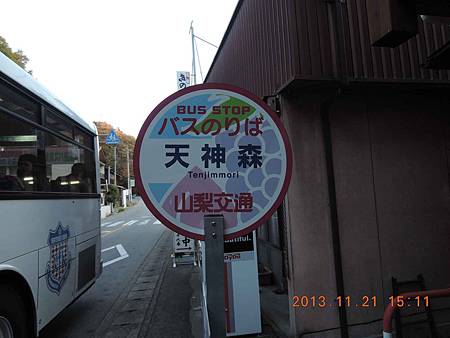 BUS STOP
バスのりば
天神森
Tenjimmori
山梨交通
2013.11.21 15:11